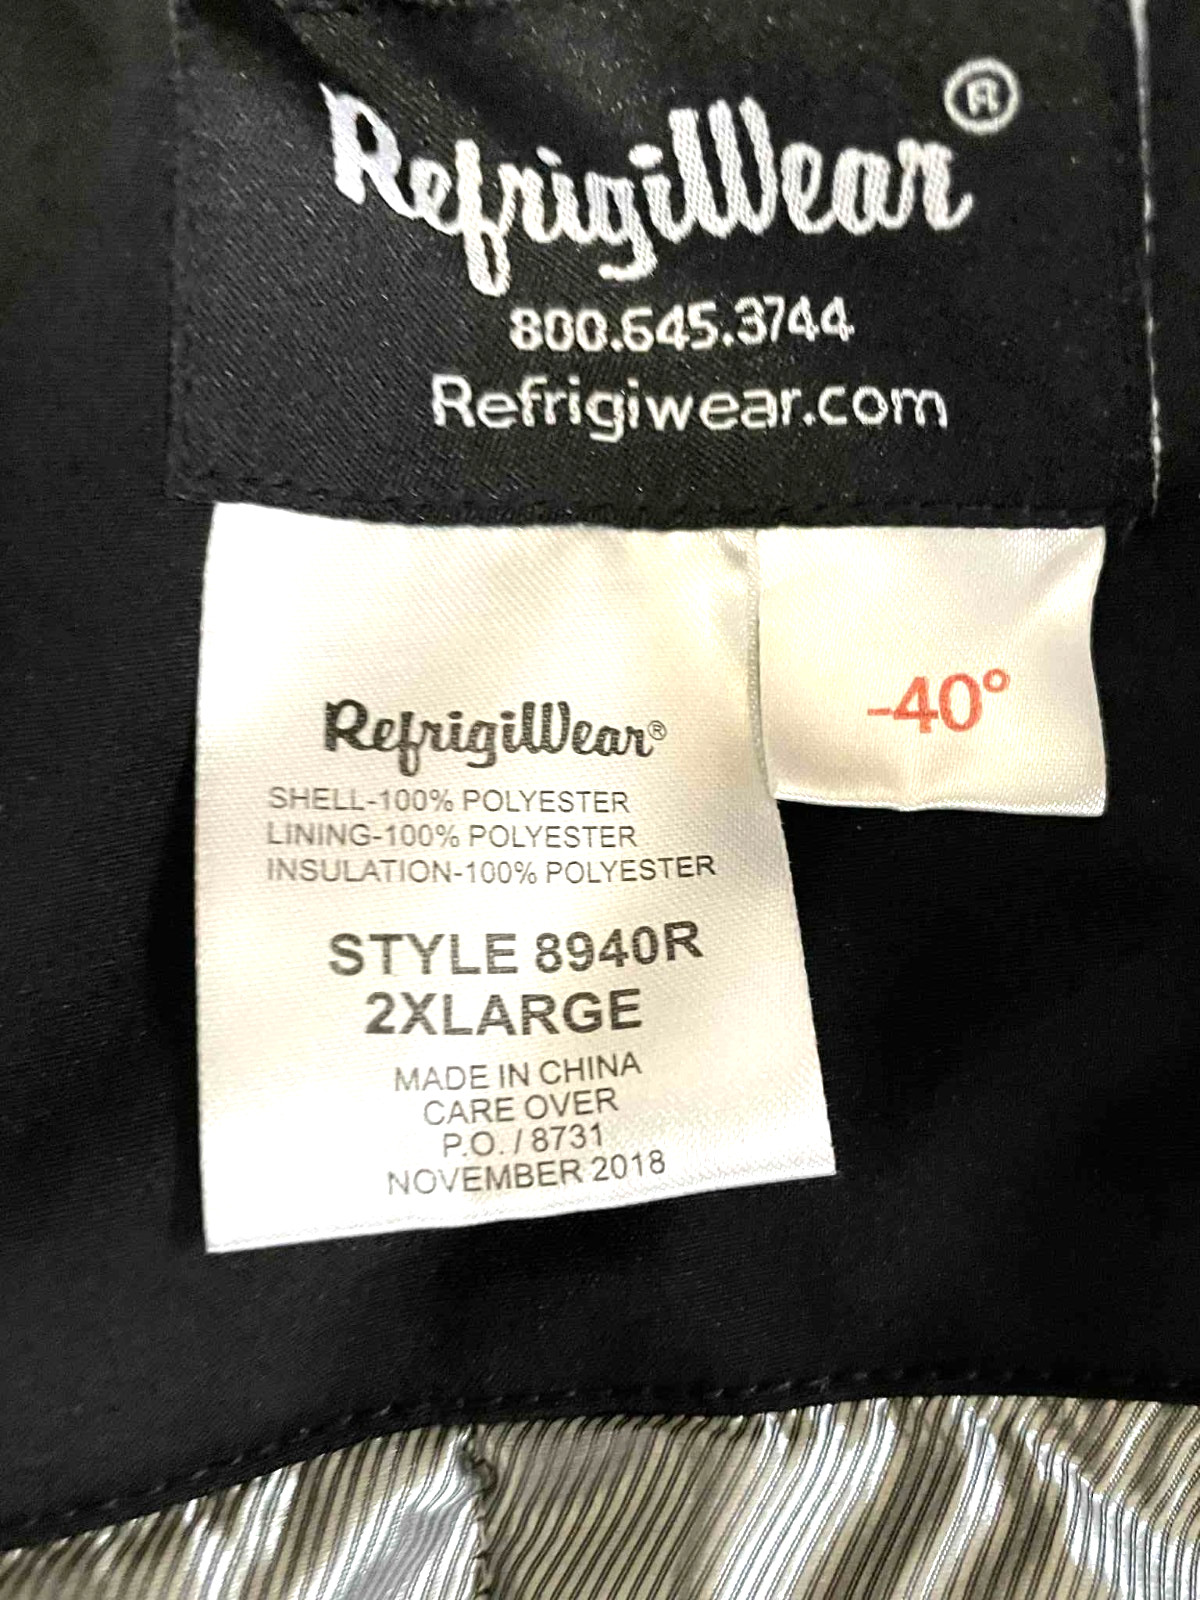 RefrigiWear®
800.645.3744
Refrigiwear.com
-40°
RefrigiWear®
SHELL-100% POLYESTER
LINING-100% POLYESTER
INSULATION-100% POLYESTER
STYLE 8940R
2XLARGE
MADE IN CHINA
CARE OVER
P.O. / 8731
NOVEMBER 2018